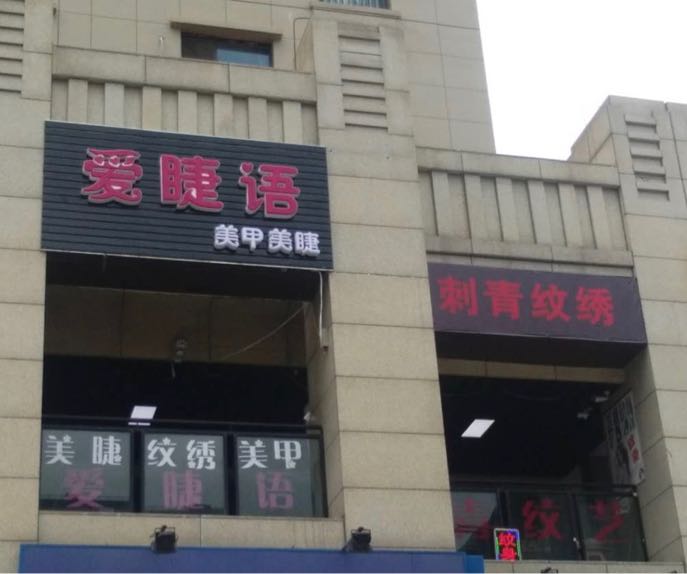 爱睫语
美甲美睫
刺青纹绣
美睫 纹绣 美甲
爱睫语
青纹艺
纹身